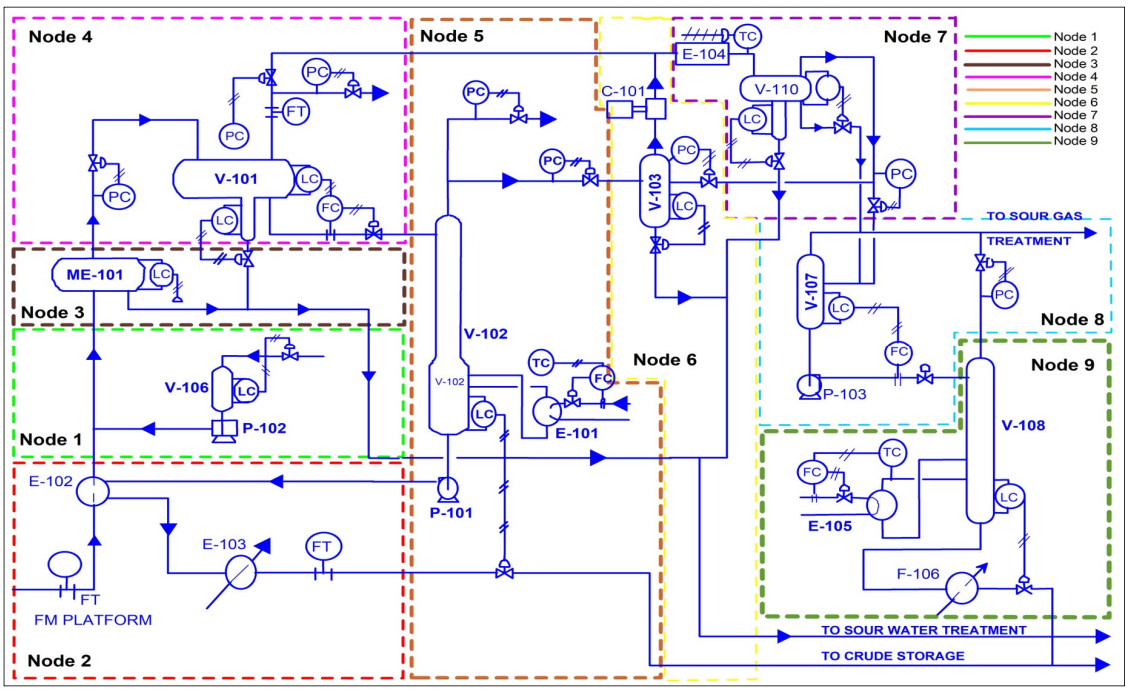 Node 4
Node 5
Node 7
Node 1
Node 2
Node 3
Node 4
Node 5
Node 6
Node 7
Node 8
Node 9
PC
FT
PC
PC
V-101
LC
FC
LC
PC
PC
C-101
E-104
TC
V-110
LC
PC
V-103
LC
PC
ME-101
LC
Node 3
V-106
LC
P-102
Node 1
V-102
V-102
LC
TC
FC
E-101
P-101
Node 6
TO SOUR GAS
TREATMENT
V-107
LC
PC
FC
P-103
Node 8
Node 9
V-108
TC
FC
E-105
LC
F-106
E-102
E-103
FT
FT
FM PLATFORM
Node 2
TO SOUR WATER TREATMENT
TO CRUDE STORAGE